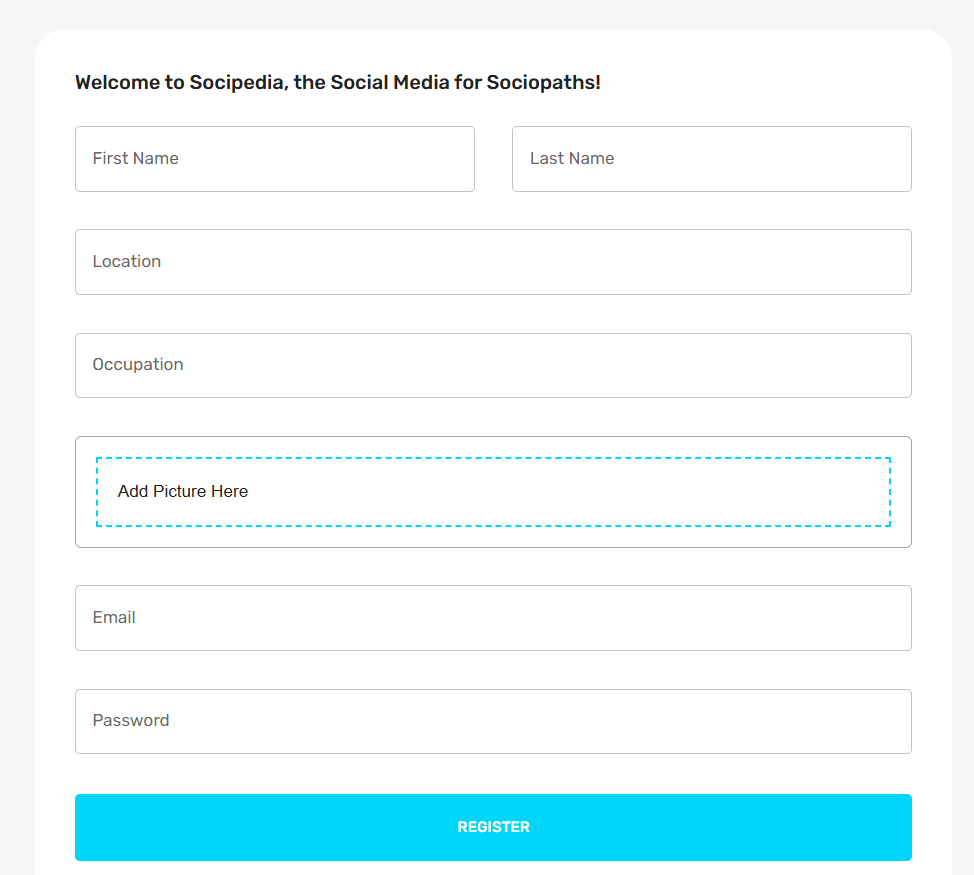 Welcome to Socipedia, the Social Media for Sociopaths!
First Name
Last Name
Location
Occupation
Add Picture Here
Email
Password
REGISTER